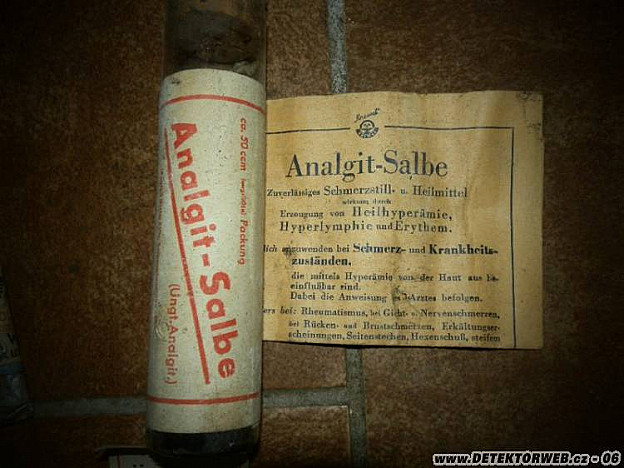 ca. 50 ccm Packung
Analgit-Salbe
(Ungt. Analgit.)
Analgit-Salbe
Zuverlässiges Schmerzstill- u. Heilmittel
wirkend durch
Erzeugung von Heilhyperämie,
Hyperlymphie und Erythem.
lich anzuwenden bei Schmerz- und Krankheits-
zuständen,
die mittels Hyperämie von der Haut aus be-
einflußbar sind.
Dabei die Anweisung des Arztes befolgen.
ers bei: Rheumatismus, bei Gicht- u. Nervenschmerzen,
bei Rücken- und Brustschmerzen, Erkältungser-
scheinungen, Seitenstechen, Hexenschuß, steifem
www.DETEKTORWEB.cz - 06